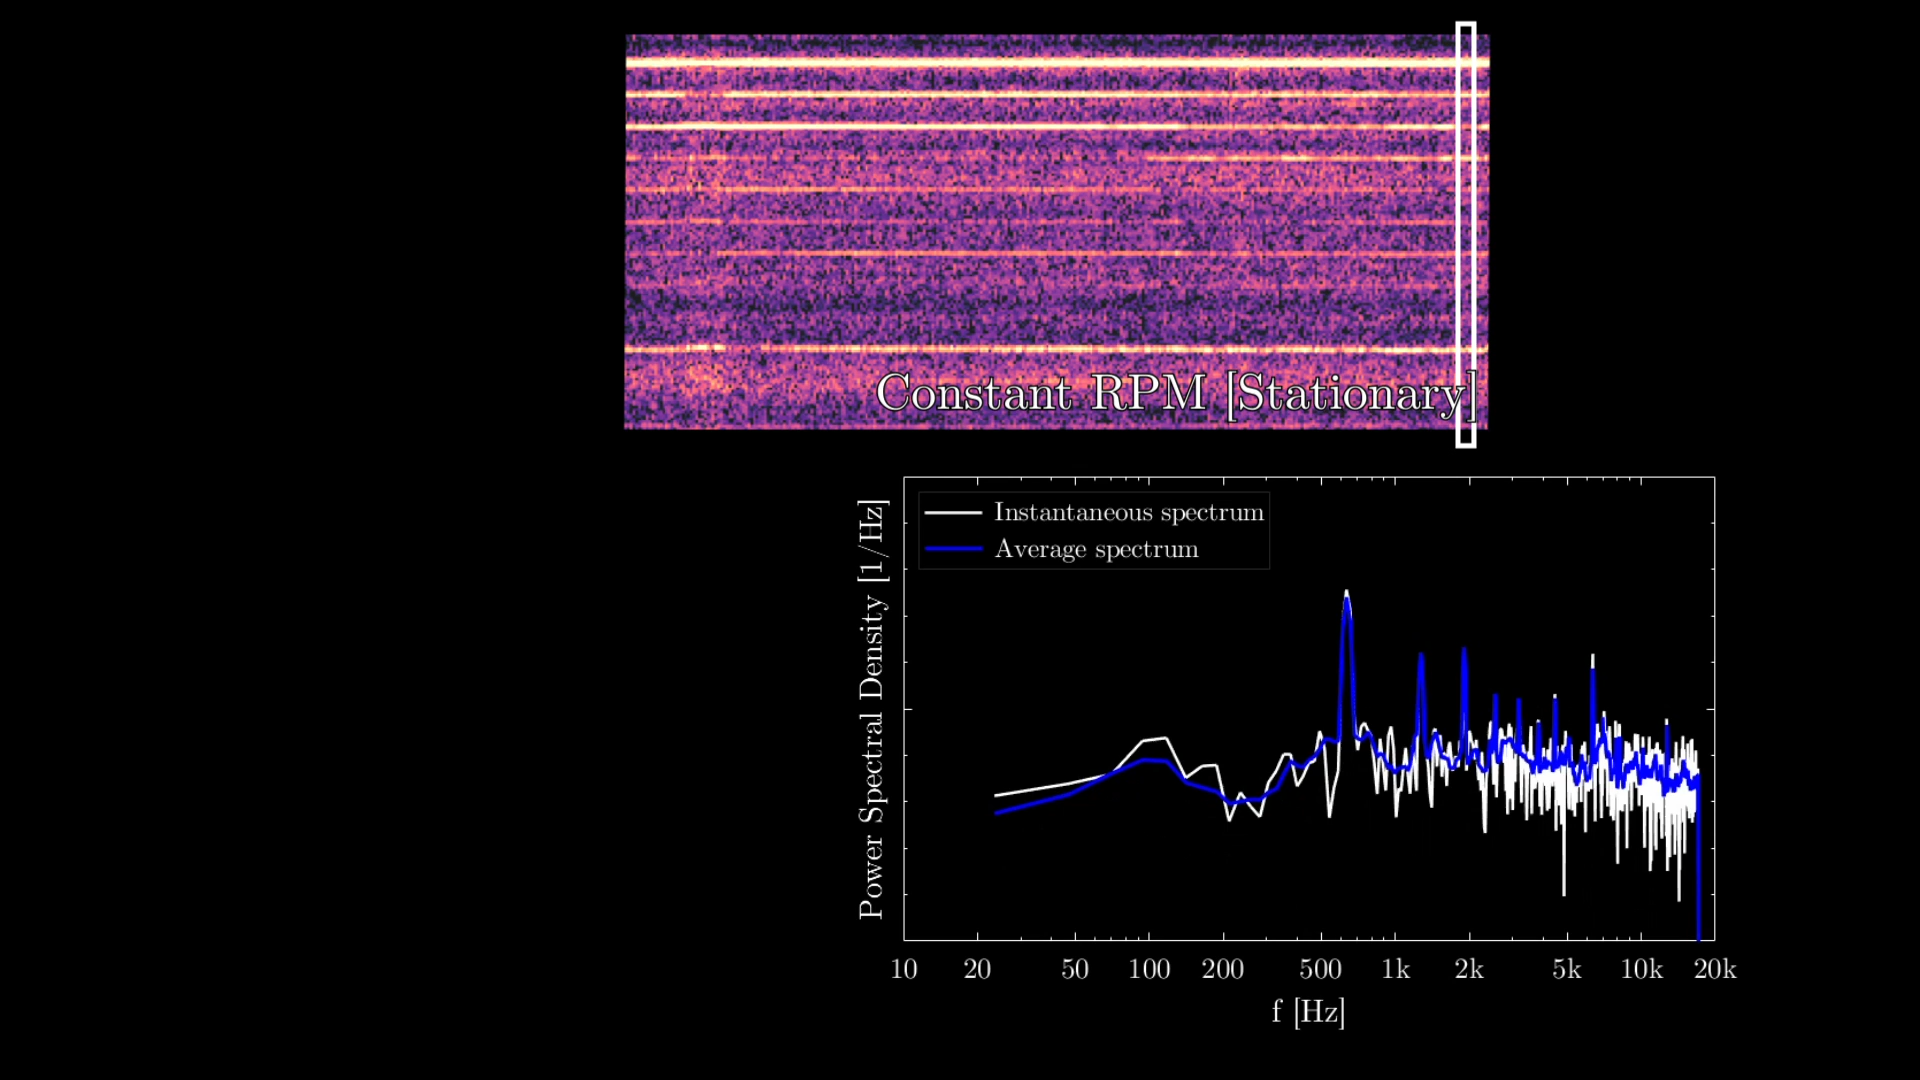 Constant RPM [Stationary]
Instantaneous spectrum
Average spectrum
Power Spectral Density [1/Hz]
10 20 50 100 200 500 1k 2k 5k 10k 20k
f [Hz]